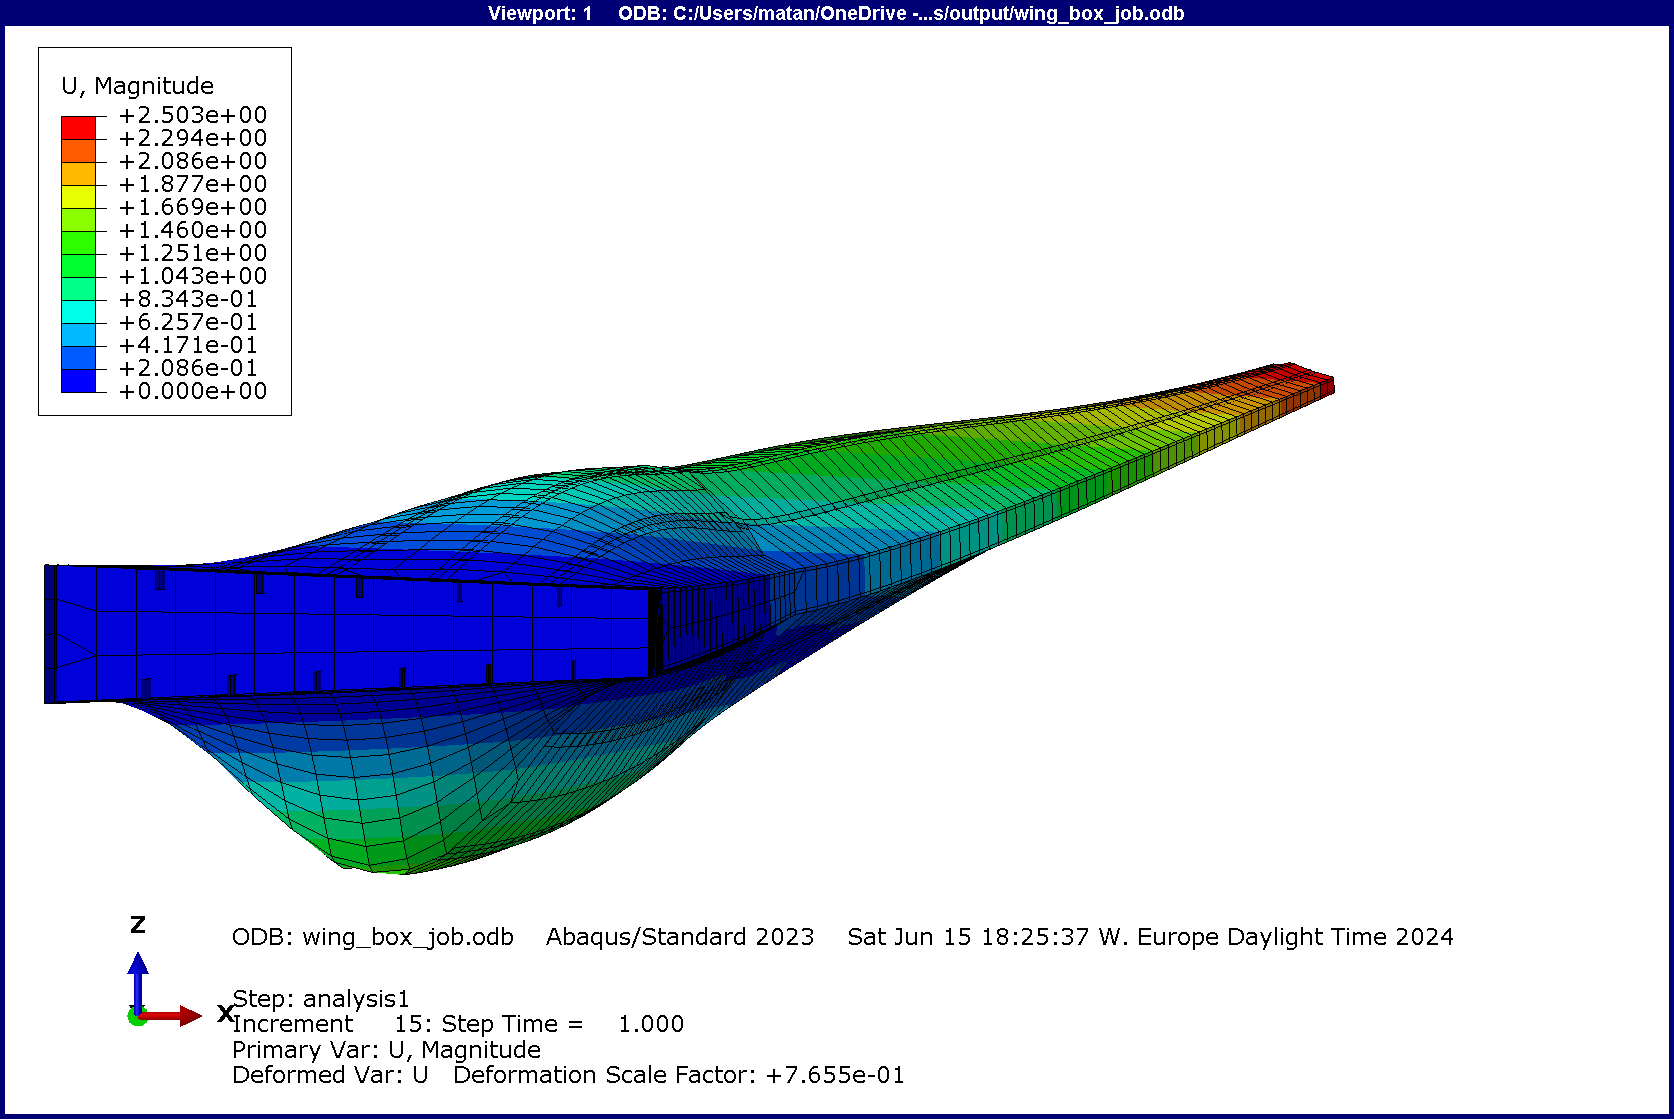 Viewport: 1 ODB: C:/Users/matan/OneDrive -...s/output/wing_box_job.odb
U, Magnitude
+2.503e+00
+2.294e+00
+2.086e+00
+1.877e+00
+1.669e+00
+1.460e+00
+1.251e+00
+1.043e+00
+8.343e-01
+6.257e-01
+4.171e-01
+2.086e-01
+0.000e+00
Z
X
ODB: wing_box_job.odb Abaqus/Standard 2023 Sat Jun 15 18:25:37 W. Europe Daylight Time 2024
Step: analysis1
Increment 15: Step Time = 1.000
Primary Var: U, Magnitude
Deformed Var: U Deformation Scale Factor: +7.655e-01